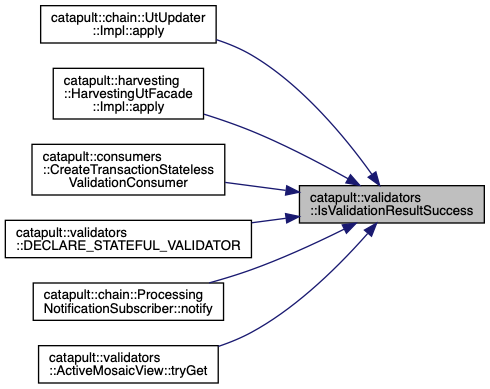 catapult::chain::UtUpdater
::Impl::apply
catapult::harvesting
::HarvestingUtFacade
::Impl::apply
catapult::consumers
::CreateTransactionStateless
ValidationConsumer
catapult::validators
::IsValidationResultSuccess
catapult::validators
::DECLARE_STATEFUL_VALIDATOR
catapult::chain::Processing
NotificationSubscriber::notify
catapult::validators
::ActiveMosaicView::tryGet